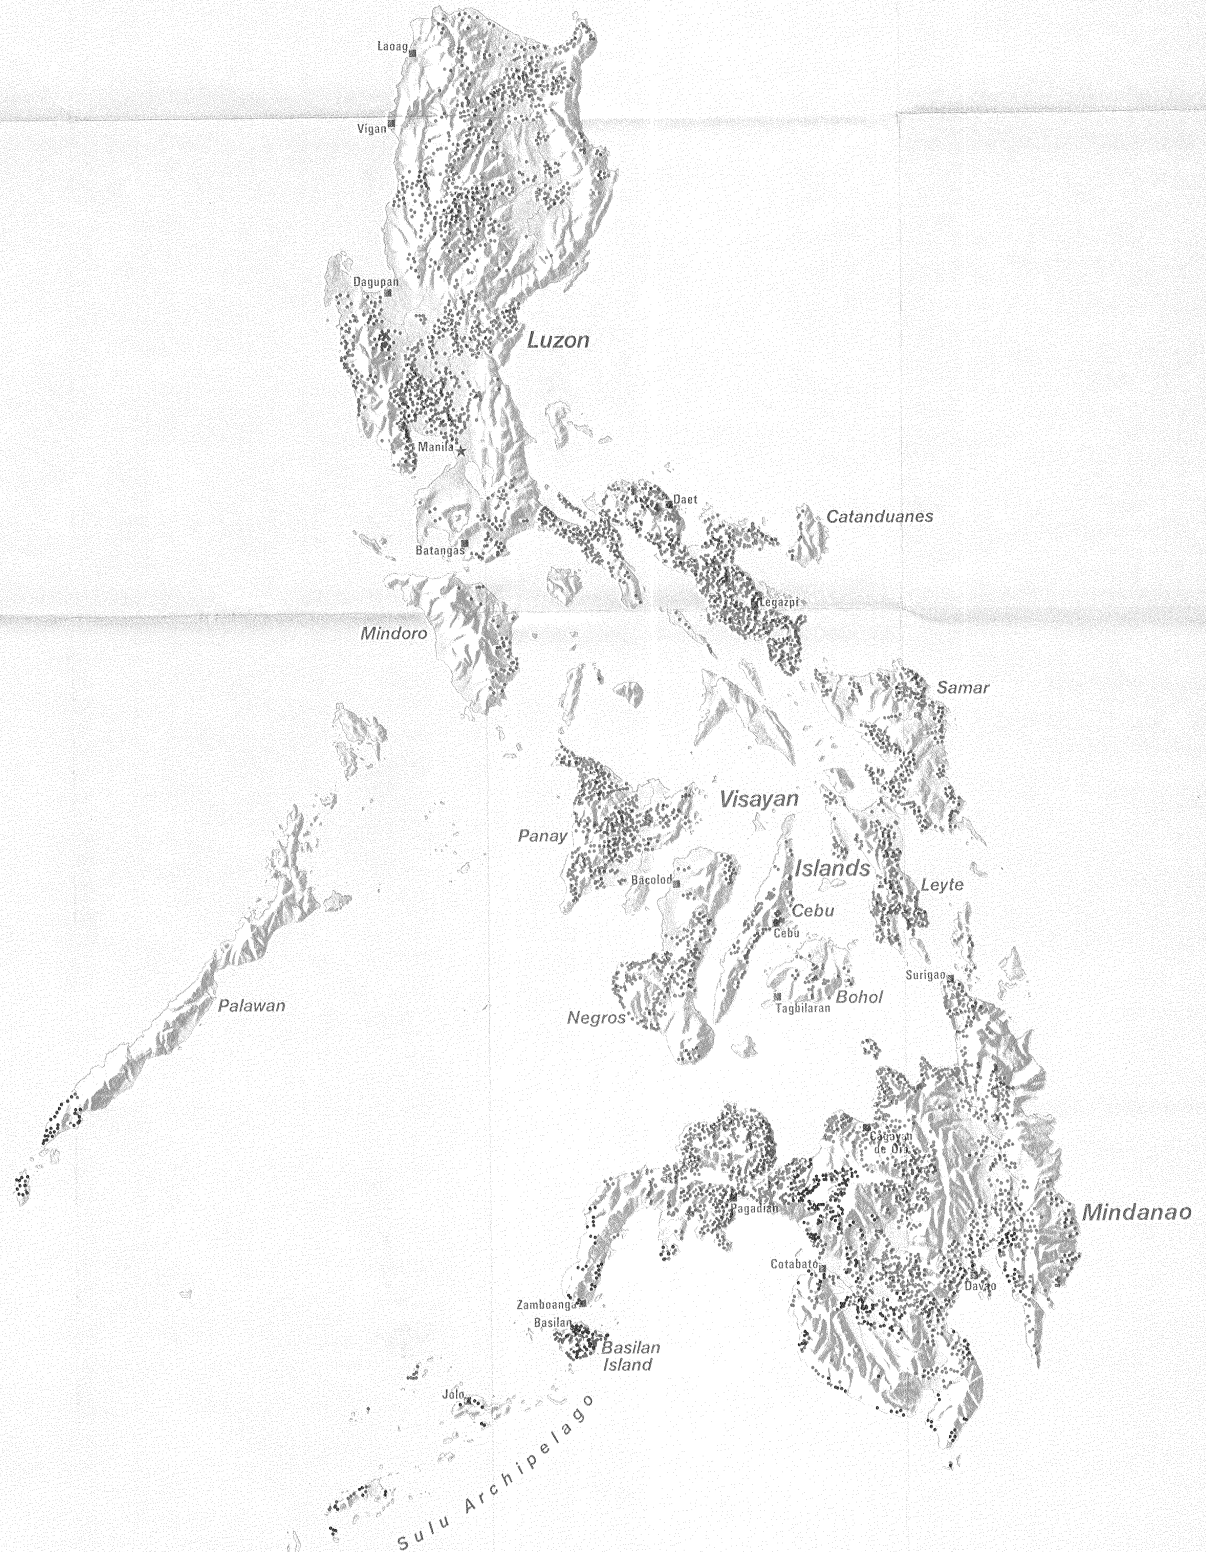 Laoag
Vigan
Dagupan
Luzon
Manila
Daet
Catanduanes
Batangas
Legazpi
Mindoro
Samar
Visayan
Panay
Islands
Bacolod
Leyte
Cebu
Cebu
Surigao
Palawan
Bohol
Tagbilaran
Negros
Cagayan
de Oro
Pagadian
Mindanao
Cotabato
Davao
Zamboanga
Basilan
Basilan
Island
Jolo
Sulu Archipelago